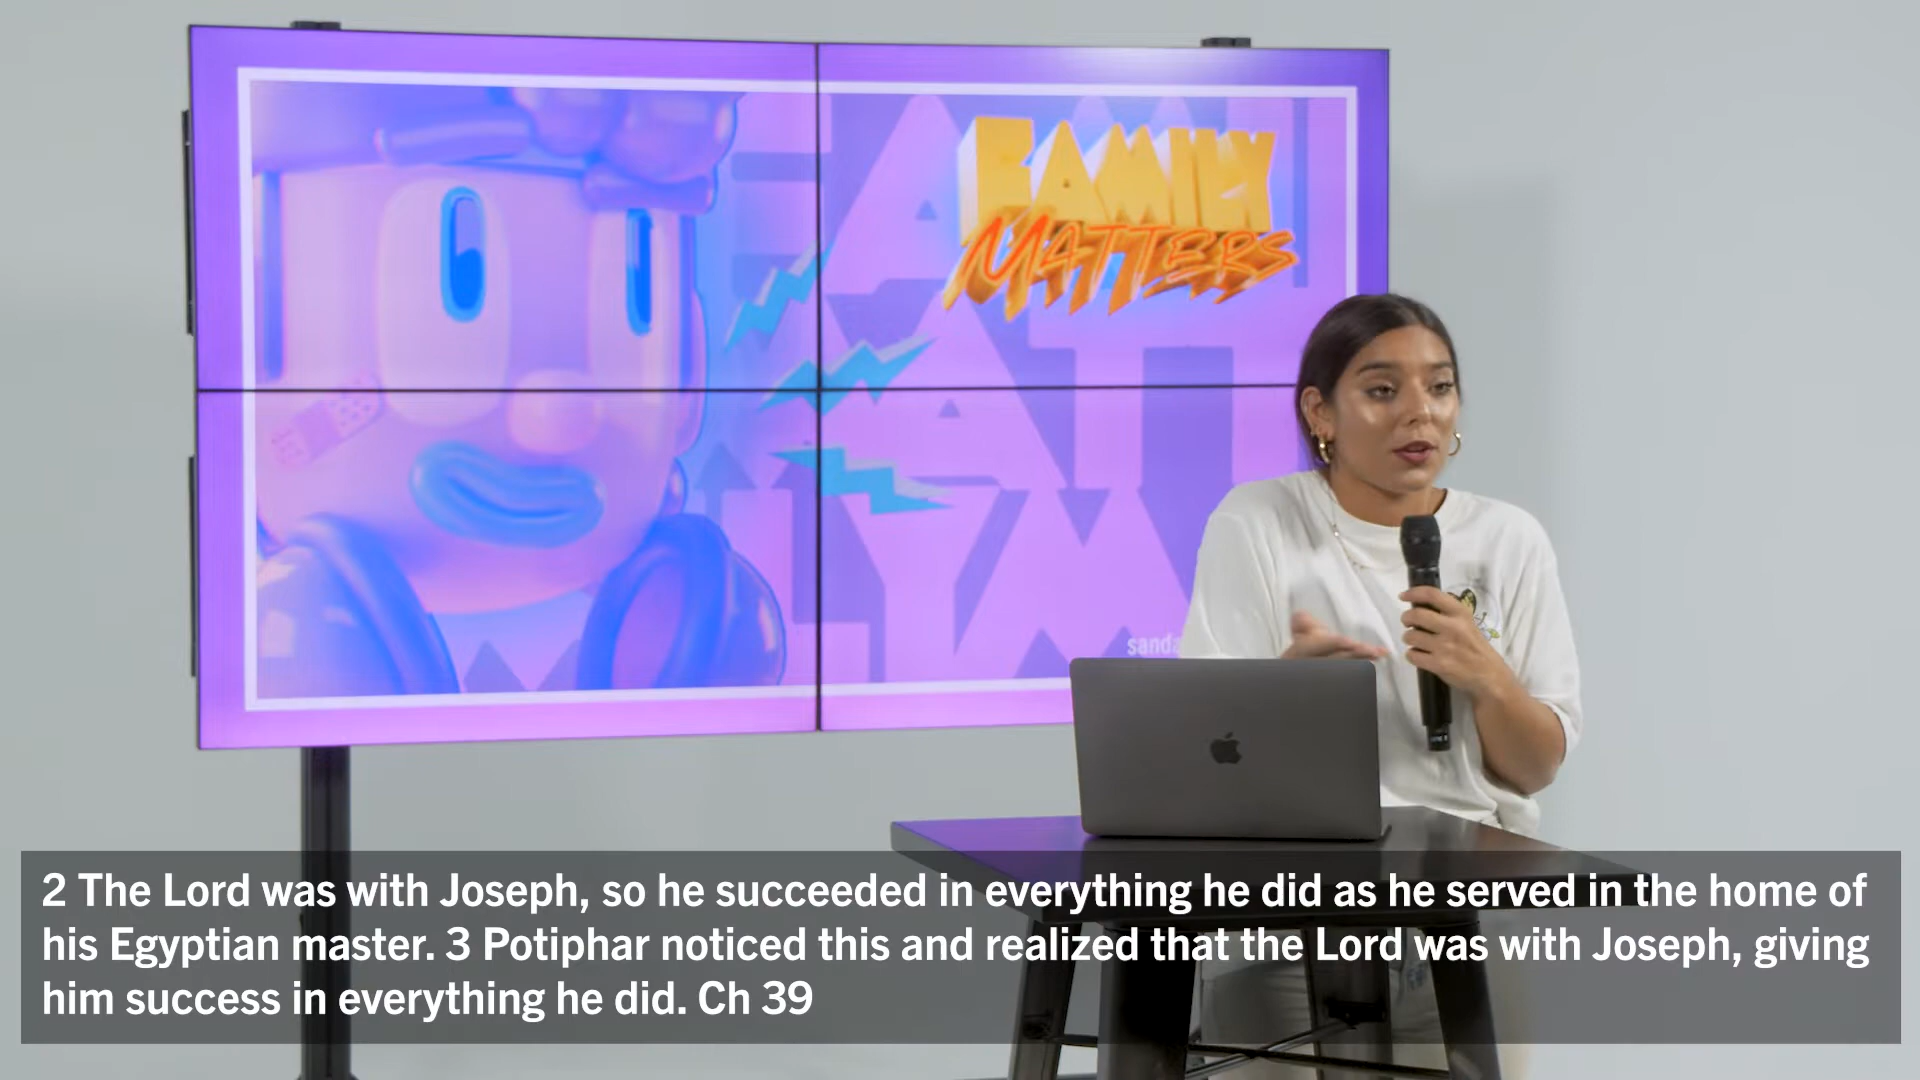 FAMILY
MATTERS
sanda
2 The Lord was with Joseph, so he succeeded in everything he did as he served in the home of
his Egyptian master. 3 Potiphar noticed this and realized that the Lord was with Joseph, giving
him success in everything he did. Ch 39